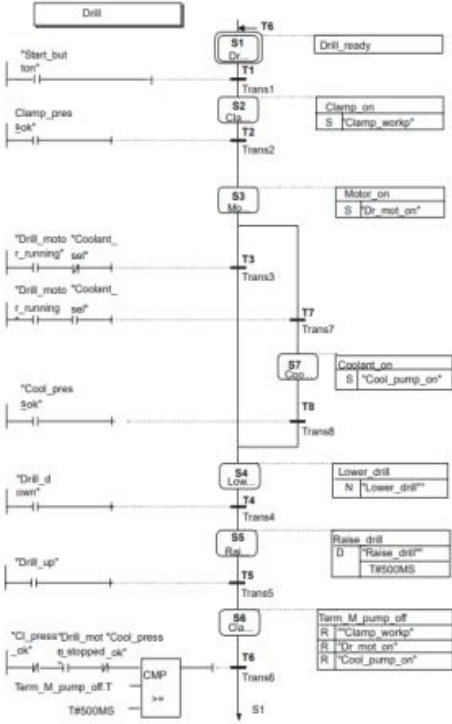 Drill
T6
S1
Dr...
Drill_ready
"Start_but
ton"
T1
Trans1
S2
Cla...
Clamp_on
S "Clamp_workp"
Clamp_pres
sok"
T2
Trans2
S3
Mo...
Motor_on
S "Dr_mot_on"
"Drill_moto "Coolant_
r_running" sel"
T3
Trans3
"Drill_moto "Coolant_
r_running sel"
T7
Trans7
S7
Coo...
Coolant_on
S "Cool_pump_on"
"Cool_pres
sok"
T8
Trans8
S4
Low...
Lower_drill
N "Lower_drill""
"Drill_d
own"
T4
Trans4
S5
Rai...
Raise_drill
D "Raise_drill""
T#500MS
"Drill_up"
T5
Trans5
S6
Cla...
Term_M_pump_off
R ""Clamp_workp"
R "Dr_mot_on"
R "Cool_pump_on"
"Cl_press "Drill_mot "Cool_press
_ok" o_stopped _ok"
T6
Trans6
CMP
>=
Term_M_pump_off.T
T#500MS
S1